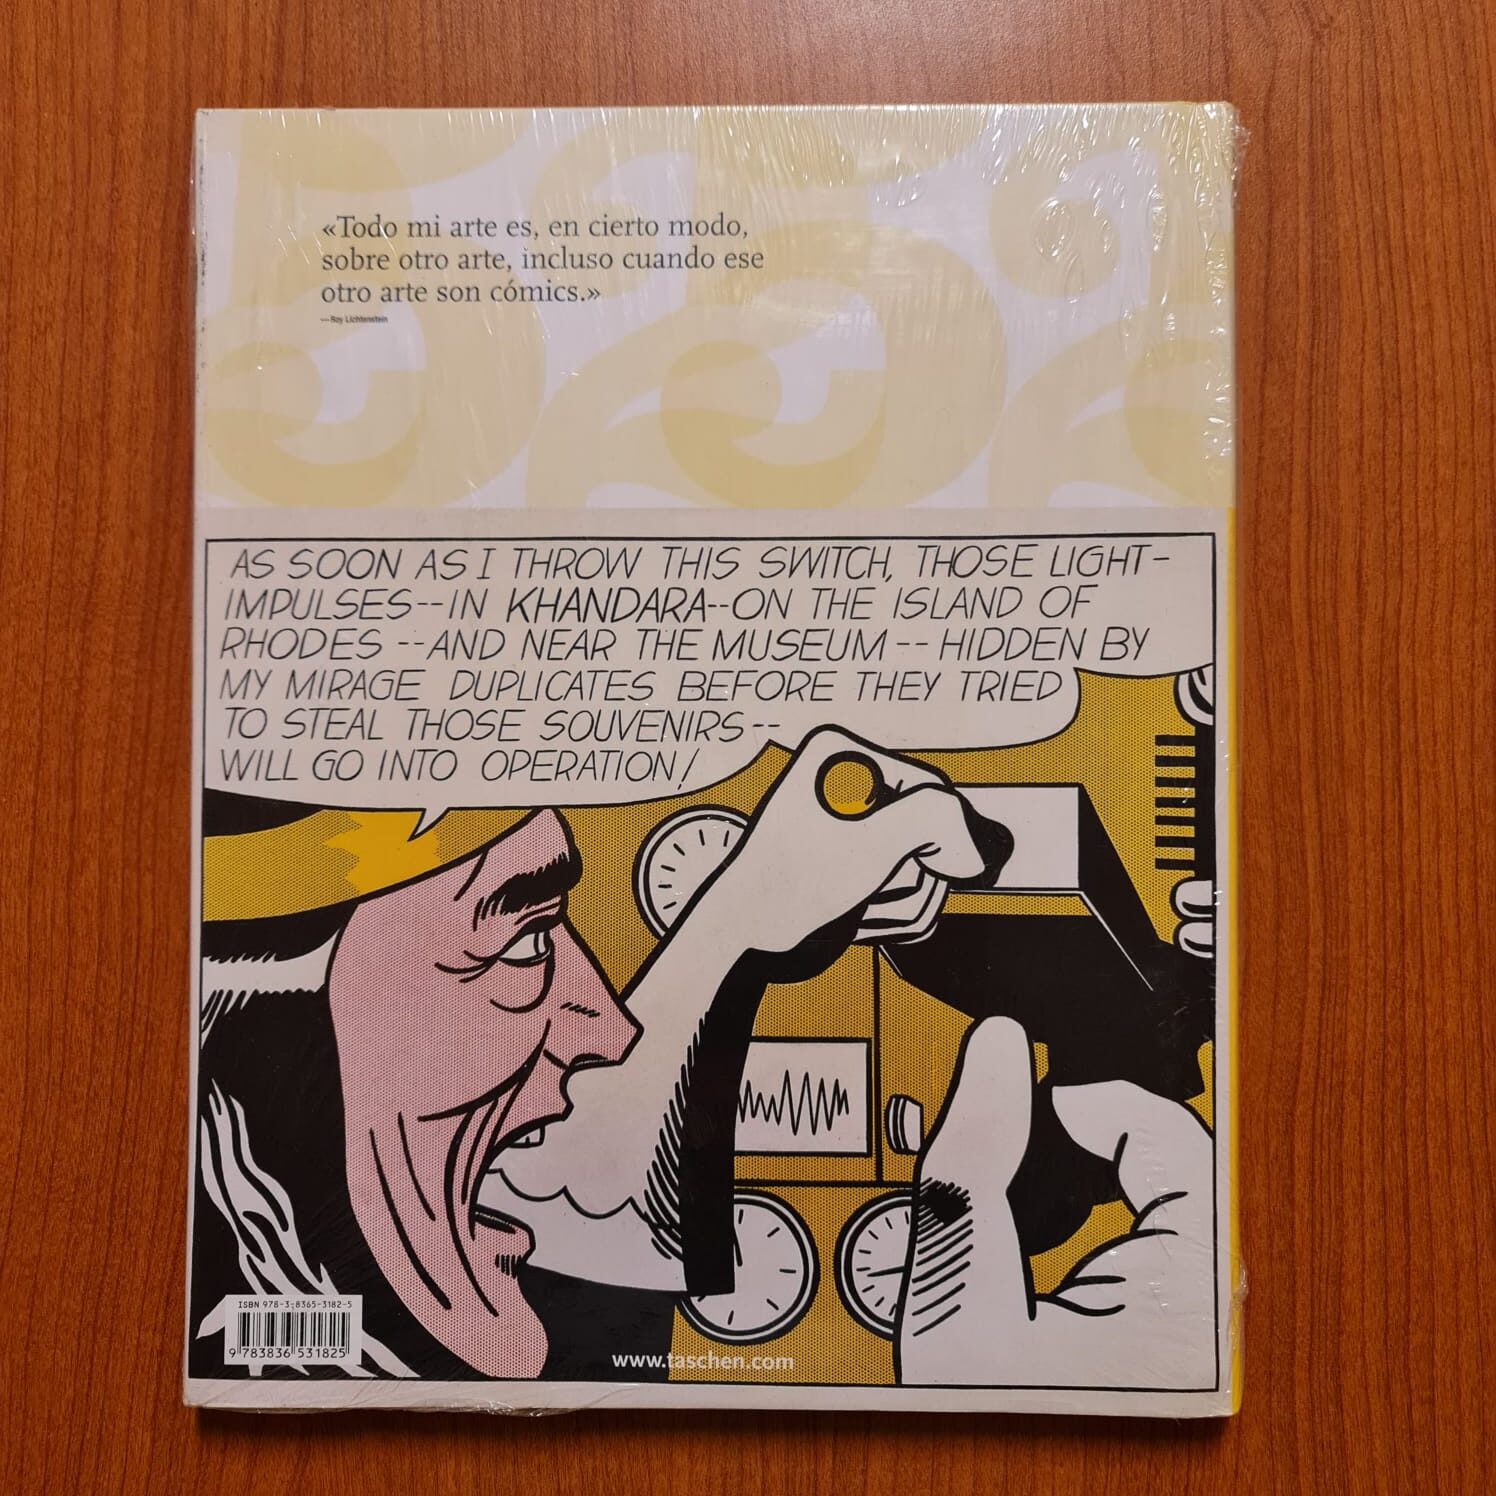 «Todo mi arte es, en cierto modo,
sobre otro arte, incluso cuando ese
otro arte son cómics.»
— Roy Lichtenstein
AS SOON AS I THROW THIS SWITCH, THOSE LIGHT-
IMPULSES--IN KHANDARA--ON THE ISLAND OF
RHODES --AND NEAR THE MUSEUM -- HIDDEN BY
MY MIRAGE DUPLICATES BEFORE THEY TRIED
TO STEAL THOSE SOUVENIRS--
WILL GO INTO OPERATION!
ISBN 978-3-8365-3182-5
9 783836 531825
www.taschen.com